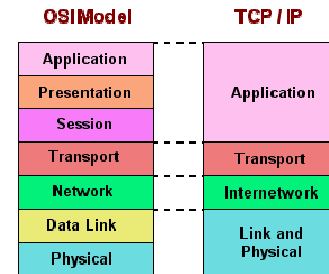 OSI Model
TCP / IP
Application
Presentation
Session
Transport
Network
Data Link
Physical
Application
Transport
Internetwork
Link and
Physical